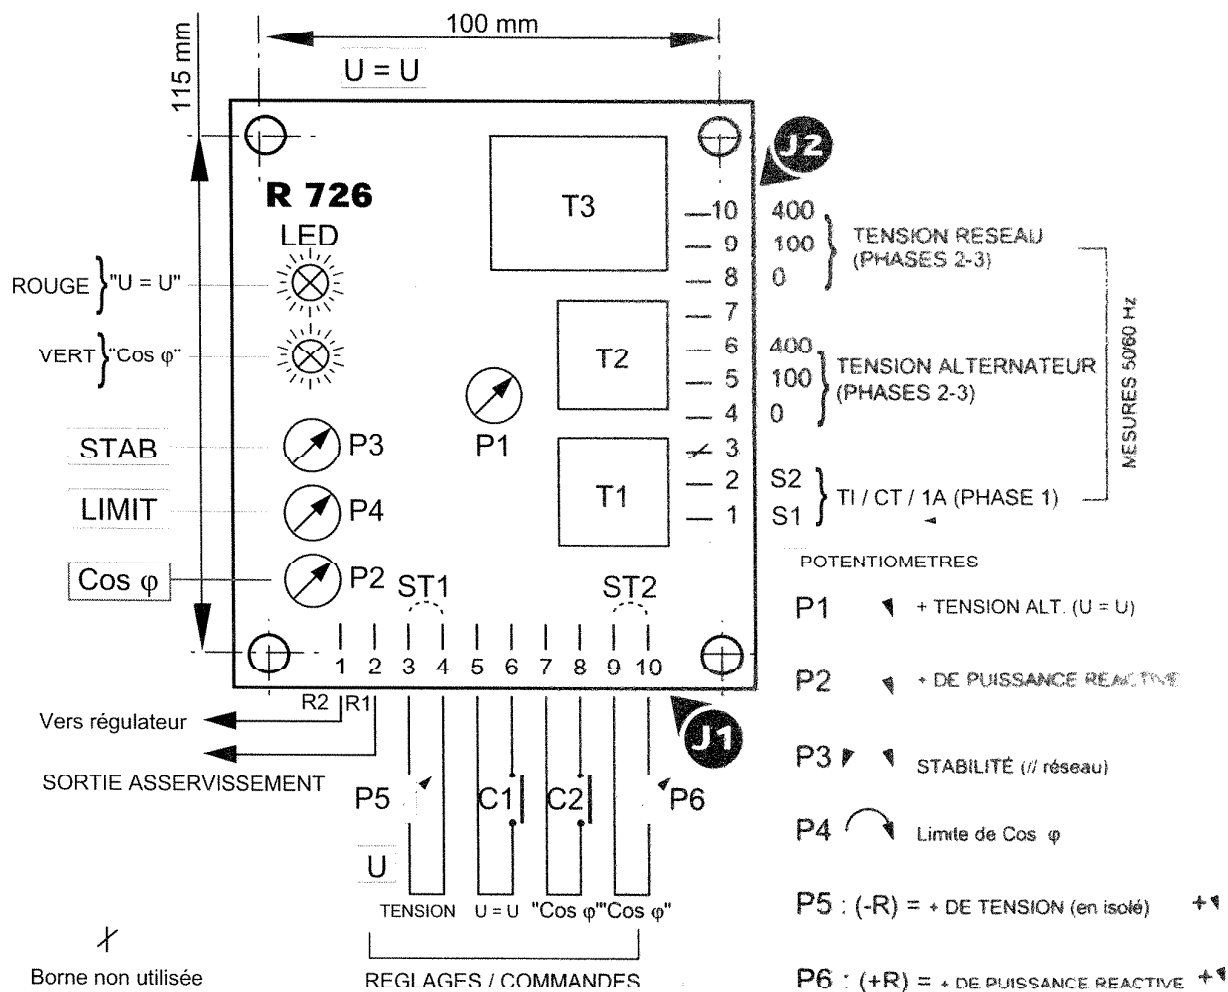 100 mm
115 mm
U = U
J2
R 726
LED
T3
10 400
9 100
8 0
TENSION RESEAU
(PHASES 2-3)
ROUGE } "U = U"
7
VERT } "Cos φ"
T2
6 400
5 100
4 0
TENSION ALTERNATEUR
(PHASES 2-3)
MESURES 50/60 Hz
P1
STAB
P3
3
LIMIT
P4
T1
2 S2
1 S1
TI / CT / 1A (PHASE 1)
Cos φ
P2
ST1
ST2
1 2 3 4 5 6 7 8 9 10
R2 R1
J1
Vers régulateur
SORTIE ASSERVISSEMENT
P5
C1
C2
P6
U
TENSION U = U "Cos φ" "Cos φ"
REGLAGES / COMMANDES
Borne non utilisée
POTENTIOMETRES
P1 + TENSION ALT. (U = U)
P2 + DE PUISSANCE REACTIVE
P3 STABILITÉ (// réseau)
P4 Limite de Cos φ
P5 : (-R) = + DE TENSION (en isolé) +
P6 : (+R) = + DE PUISSANCE REACTIVE +